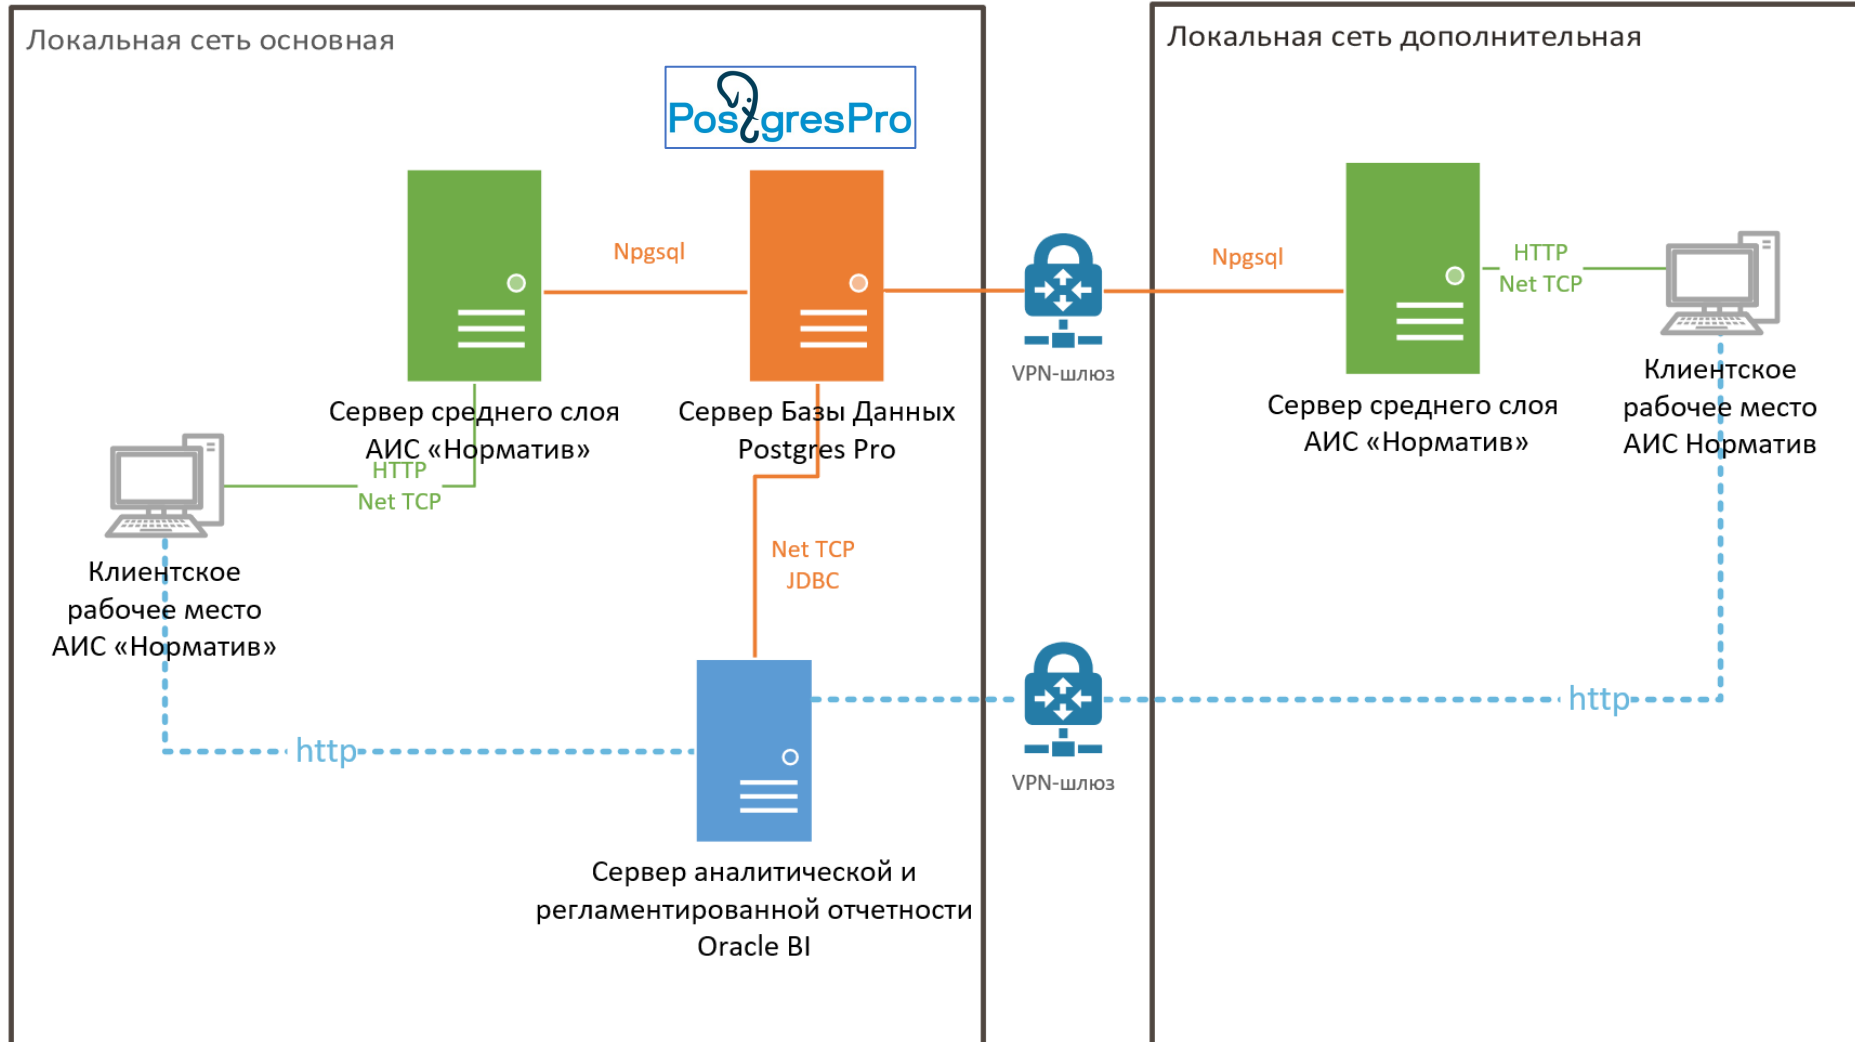 Локальная сеть основная
Локальная сеть дополнительная
PostgresPro
Npgsql
Npgsql
HTTP
Net TCP
VPN-шлюз
Сервер среднего слоя
АИС «Норматив»
Сервер Базы Данных
Postgres Pro
Сервер среднего слоя
АИС «Норматив»
Клиентское
рабочее место
АИС Норматив
HTTP
Net TCP
Net TCP
JDBC
Клиентское
рабочее место
АИС «Норматив»
http
http
VPN-шлюз
Сервер аналитической и
регламентированной отчетности
Oracle BI